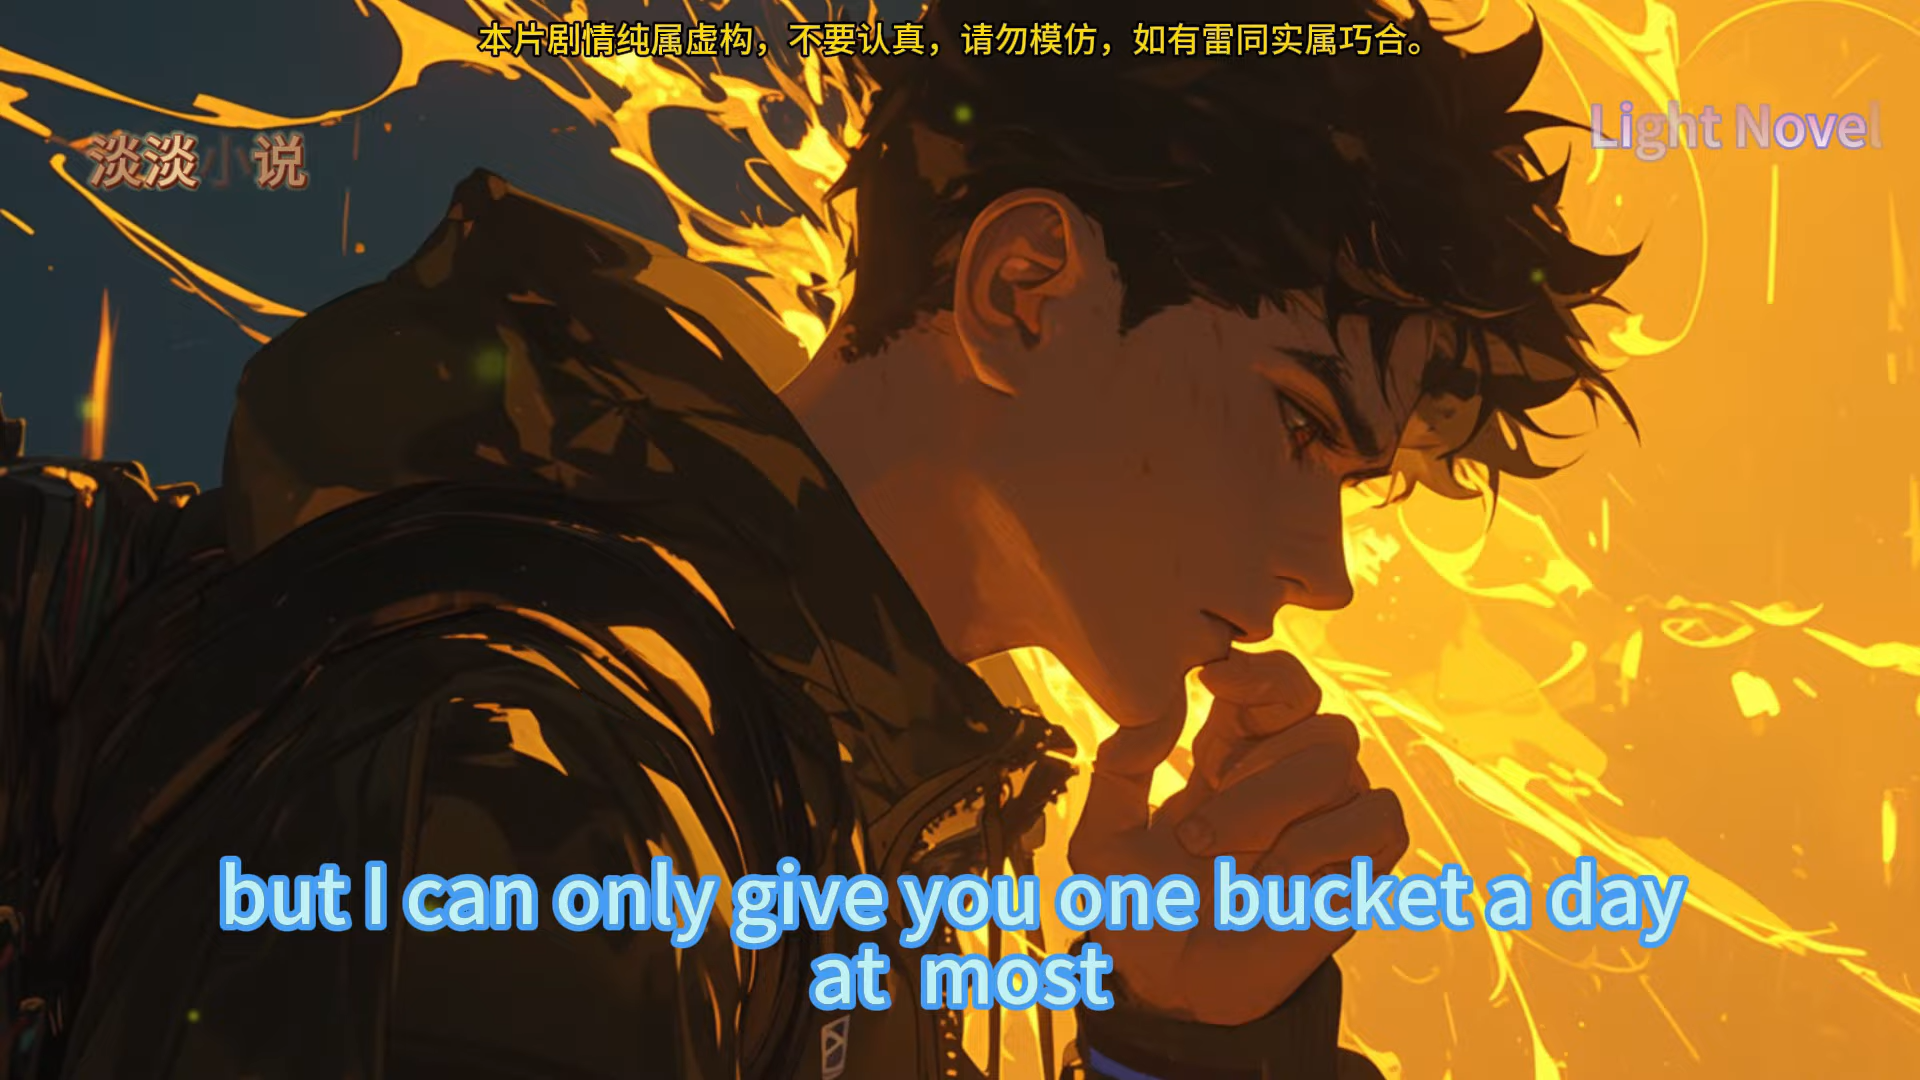 本片剧情纯属虚构，不要认真，请勿模仿，如有雷同实属巧合。
淡淡小说
Light Novel
but I can only give you one bucket a day
at most